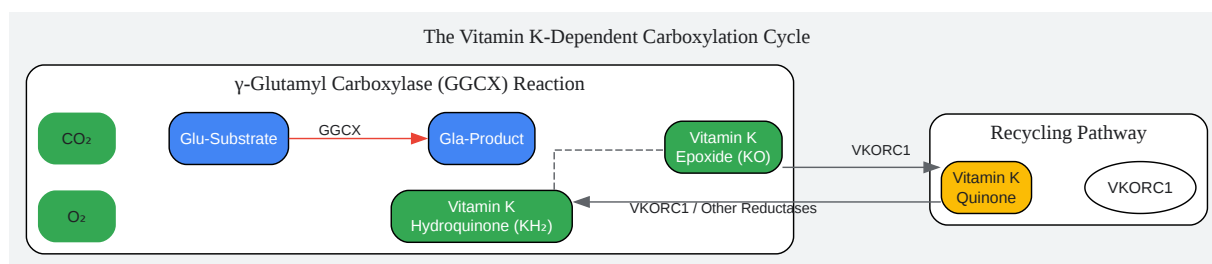 The Vitamin K-Dependent Carboxylation Cycle
γ-Glutamyl Carboxylase (GGCX) Reaction
CO₂
Glu-Substrate
GGCX
Gla-Product
Vitamin K
Epoxide (KO)
O₂
Vitamin K
Hydroquinone (KH₂)
VKORC1
VKORC1 / Other Reductases
Recycling Pathway
Vitamin K
Quinone
VKORC1